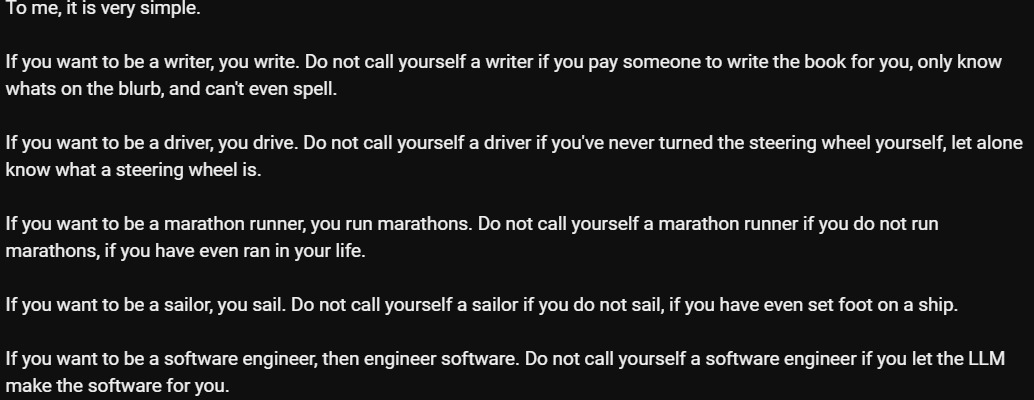 To me, it is very simple.
If you want to be a writer, you write. Do not call yourself a writer if you pay someone to write the book for you, only know
whats on the blurb, and can't even spell.
If you want to be a driver, you drive. Do not call yourself a driver if you've never turned the steering wheel yourself, let alone
know what a steering wheel is.
If you want to be a marathon runner, you run marathons. Do not call yourself a marathon runner if you do not run
marathons, if you have even ran in your life.
If you want to be a sailor, you sail. Do not call yourself a sailor if you do not sail, if you have even set foot on a ship.
If you want to be a software engineer, then engineer software. Do not call yourself a software engineer if you let the LLM
make the software for you.